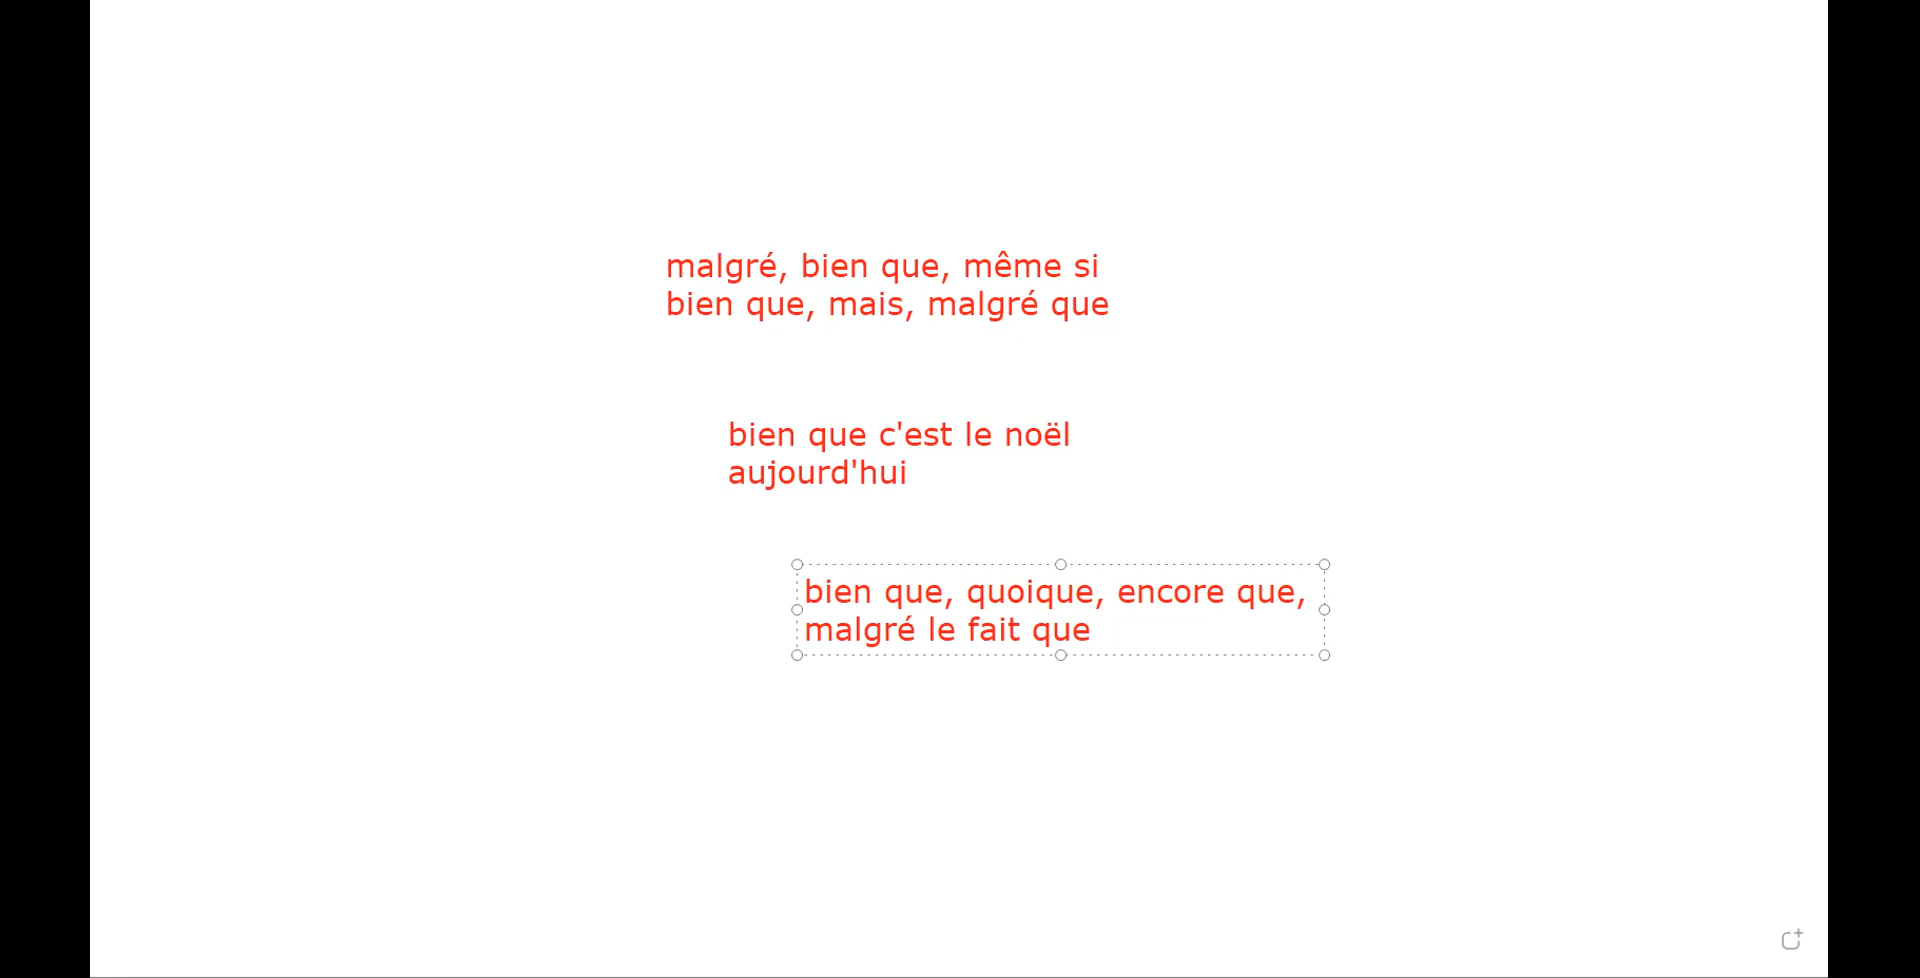 malgré, bien que, même si
bien que, mais, malgré que
bien que c'est le noël
aujourd'hui
bien que, quoique, encore que,
malgré le fait que